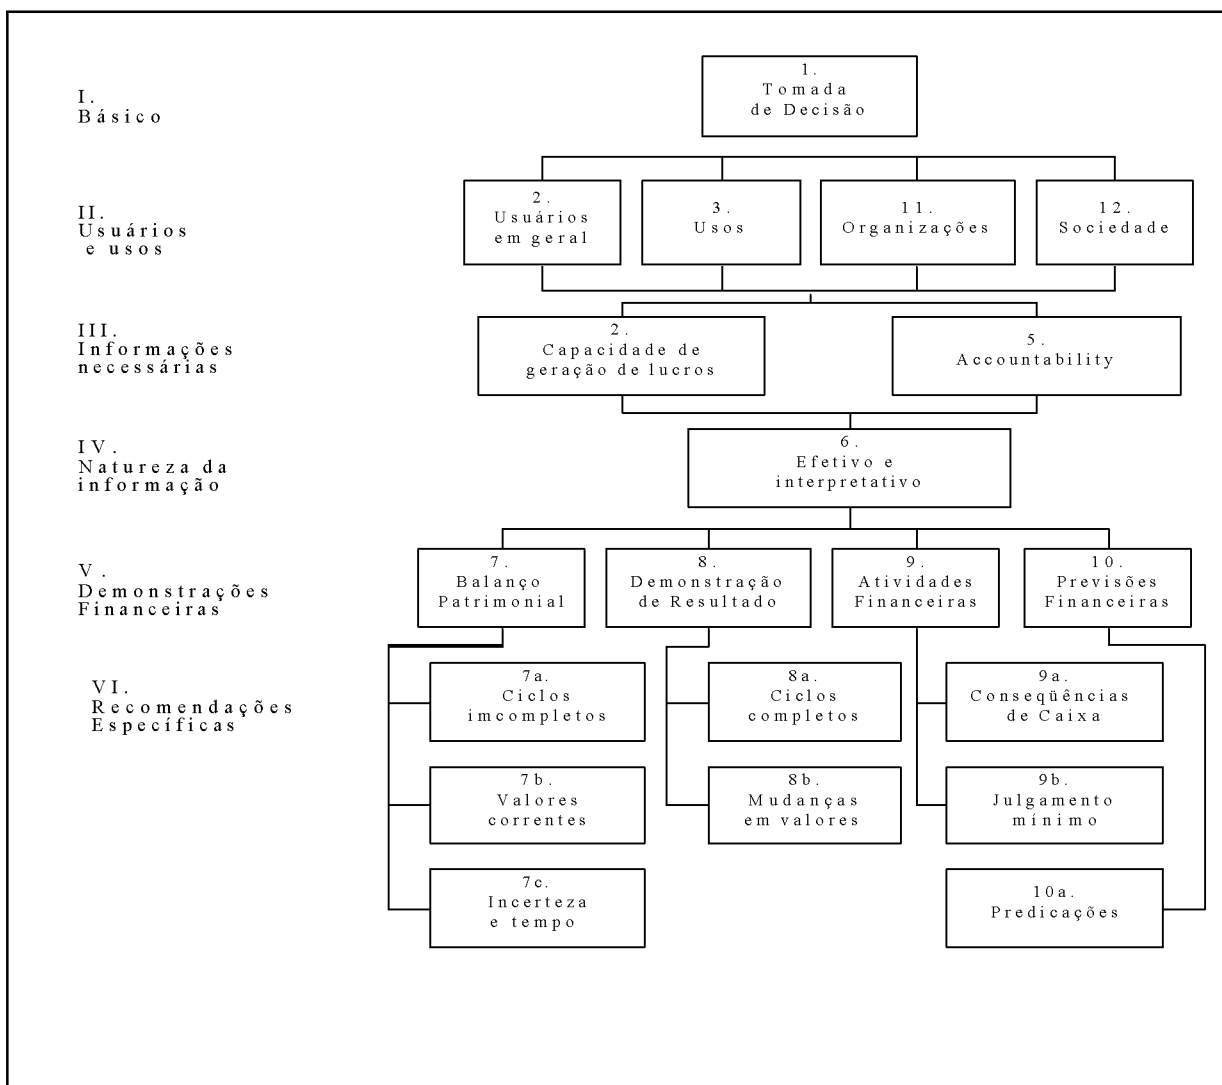 I.
Básico
1.
Tomada
de Decisão
II.
Usuários
e usos
2.
Usuários
em geral
3.
Usos
11.
Organizações
12.
Sociedade
III.
Informações
necessárias
2.
Capacidade de
geração de lucros
5.
Accountability
IV.
Natureza da
informação
6.
Efetivo e
interpretativo
V.
Demonstrações
Financeiras
7.
Balanço
Patrimonial
8.
Demonstração
de Resultado
9.
Atividades
Financeiras
10.
Previsões
Financeiras
VI.
Recomendações
Específicas
7a.
Ciclos
imcompletos
8a.
Ciclos
completos
9a.
Conseqüências
de Caixa
7b.
Valores
correntes
8b.
Mudanças
em valores
9b.
Julgamento
mínimo
7c.
Incerteza
e tempo
10a.
Predicações